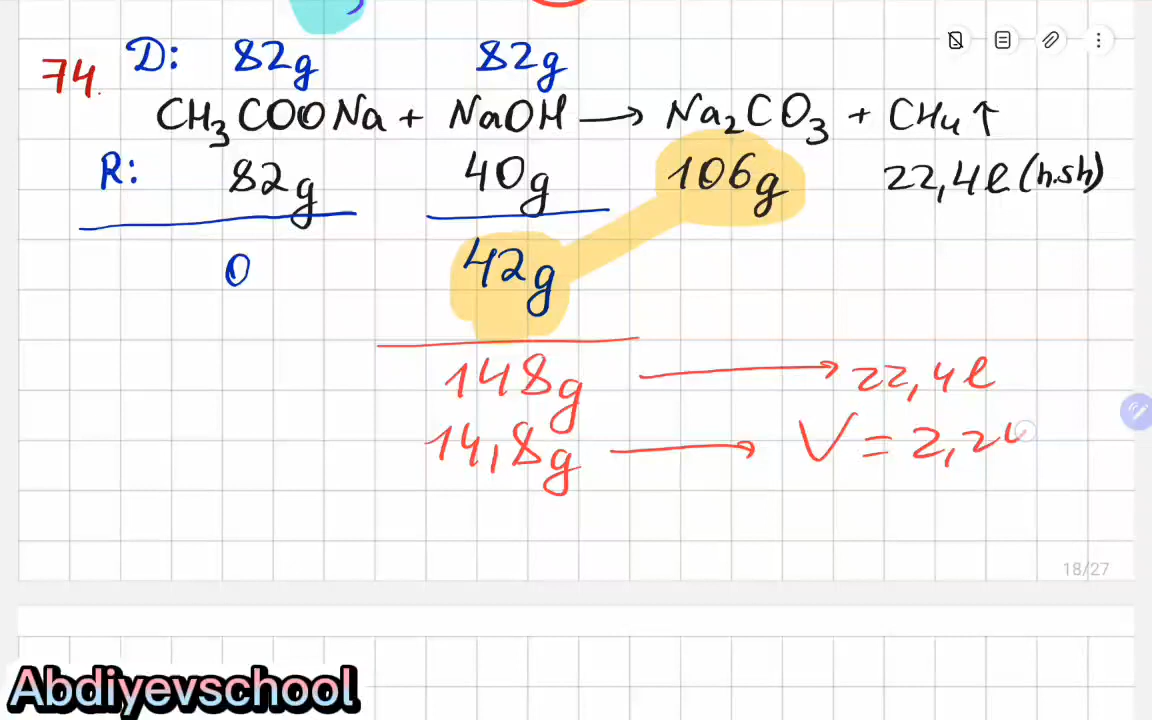 74. D: 82g 82g
CH₃COONa + NaOH → Na₂CO₃ + CH₄↑
R: 82g 40g 106g 22,4l (h.sh)
0 42g
148g → 22,4l
14,8g → V = 2,24
18/27
Abdiyevschool